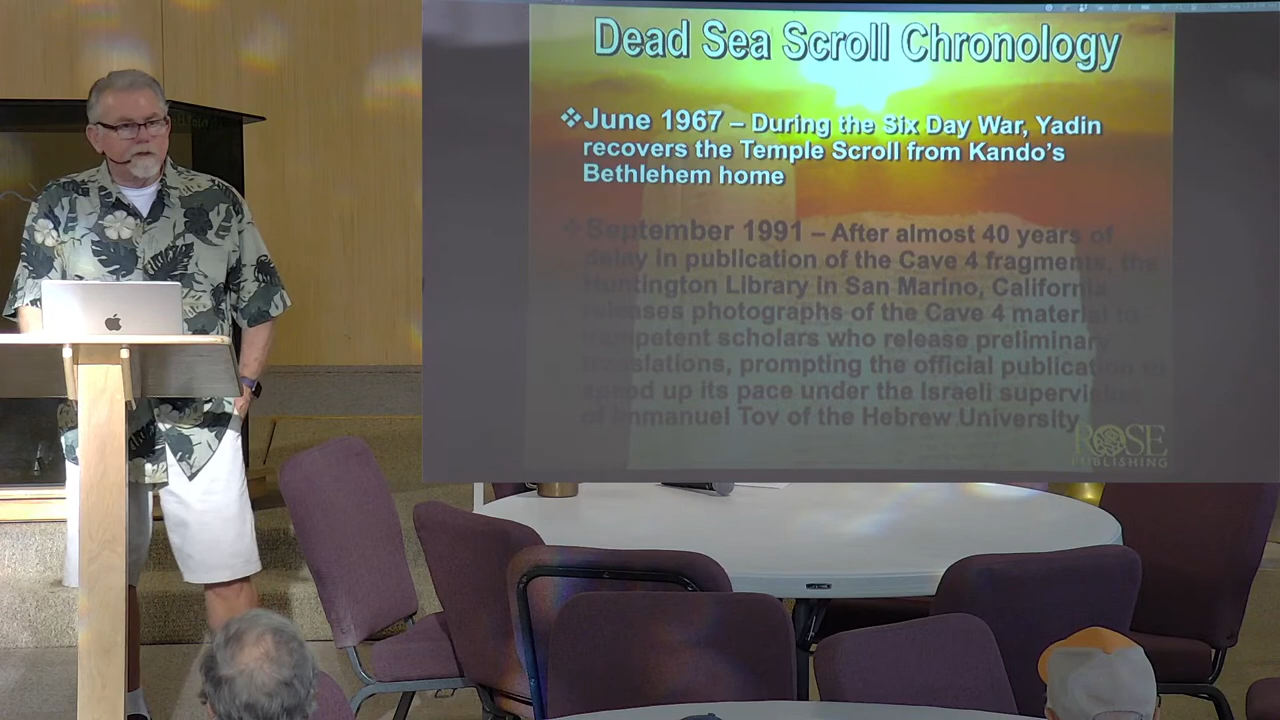 Dead Sea Scroll Chronology
❖June 1967 – During the Six Day War, Yadin
recovers the Temple Scroll from Kando's
Bethlehem home
❖September 1991 – After almost 40 years of
delay in publication of the Cave 4 fragments, the
Huntington Library in San Marino, California
releases photographs of the Cave 4 material to
competent scholars who release preliminary
translations, prompting the official publication to
speed up its pace under the Israeli supervision
of Emmanuel Tov of the Hebrew University
ROSE
PUBLISHING